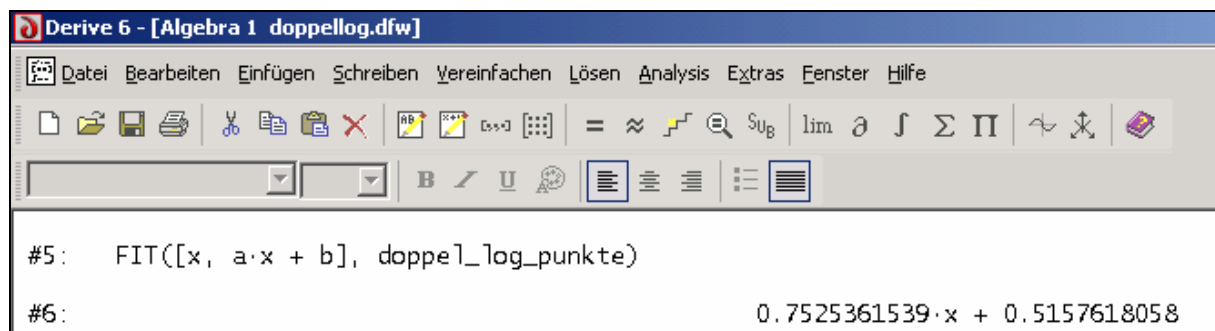 Derive 6 - [Algebra 1 doppellog.dfw]
Datei Bearbeiten Einfügen Schreiben Vereinfachen Lösen Analysis Extras Fenster Hilfe
= ≈ SUB lim ∂ ∫ Σ Π
B I U
#5: FIT([x, a·x + b], doppel_log_punkte)
#6: 0.7525361539·x + 0.5157618058